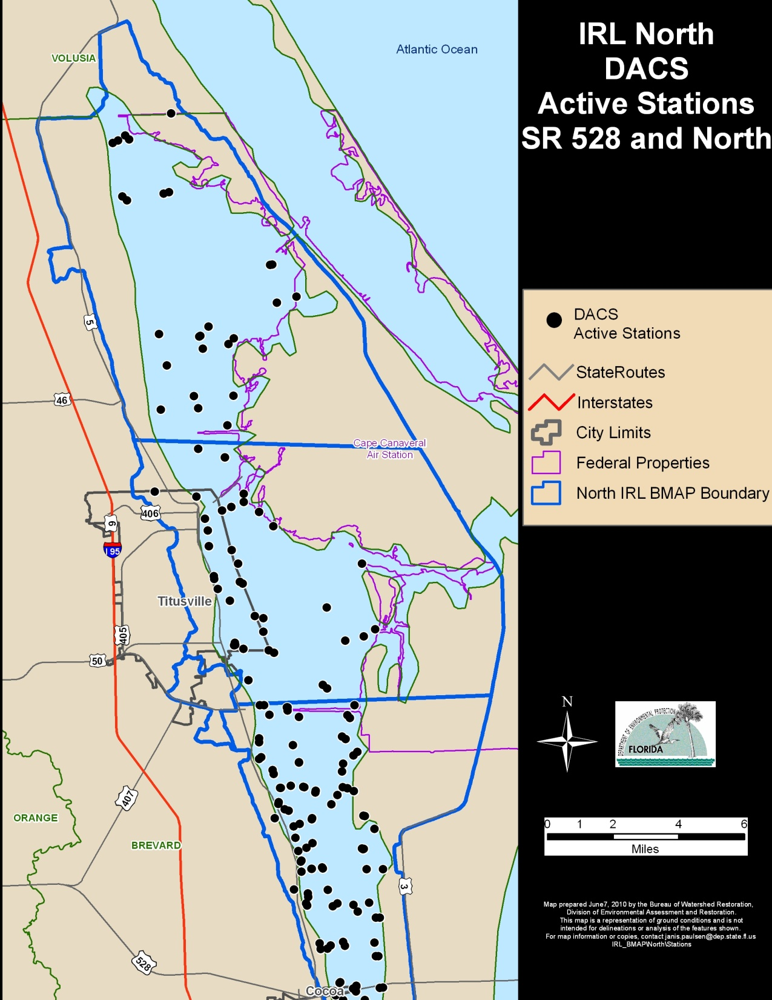 IRL North
DACS
Active Stations
SR 528 and North
Atlantic Ocean
VOLUSIA
DACS
Active Stations
StateRoutes
Interstates
City Limits
Federal Properties
North IRL BMAP Boundary
5
46
Cape Canaveral
Air Station
406
9
I 95
Titusville
405
50
N
DEPARTMENT OF ENVIRONMENTAL PROTECTION
FLORIDA
407
ORANGE
BREVARD
0 1 2 4 6
Miles
3
Map prepared June7, 2010 by the Bureau of Watershed Restoration,
Division of Environmental Assessment and Restoration.
This map is a representation of ground conditions and is not
intended for delineations or analysis of the features shown.
For map information or copies, contact janis.paulsen@dep.state.fl.us
IRL_BMAP\North\Stations
528
Cocoa